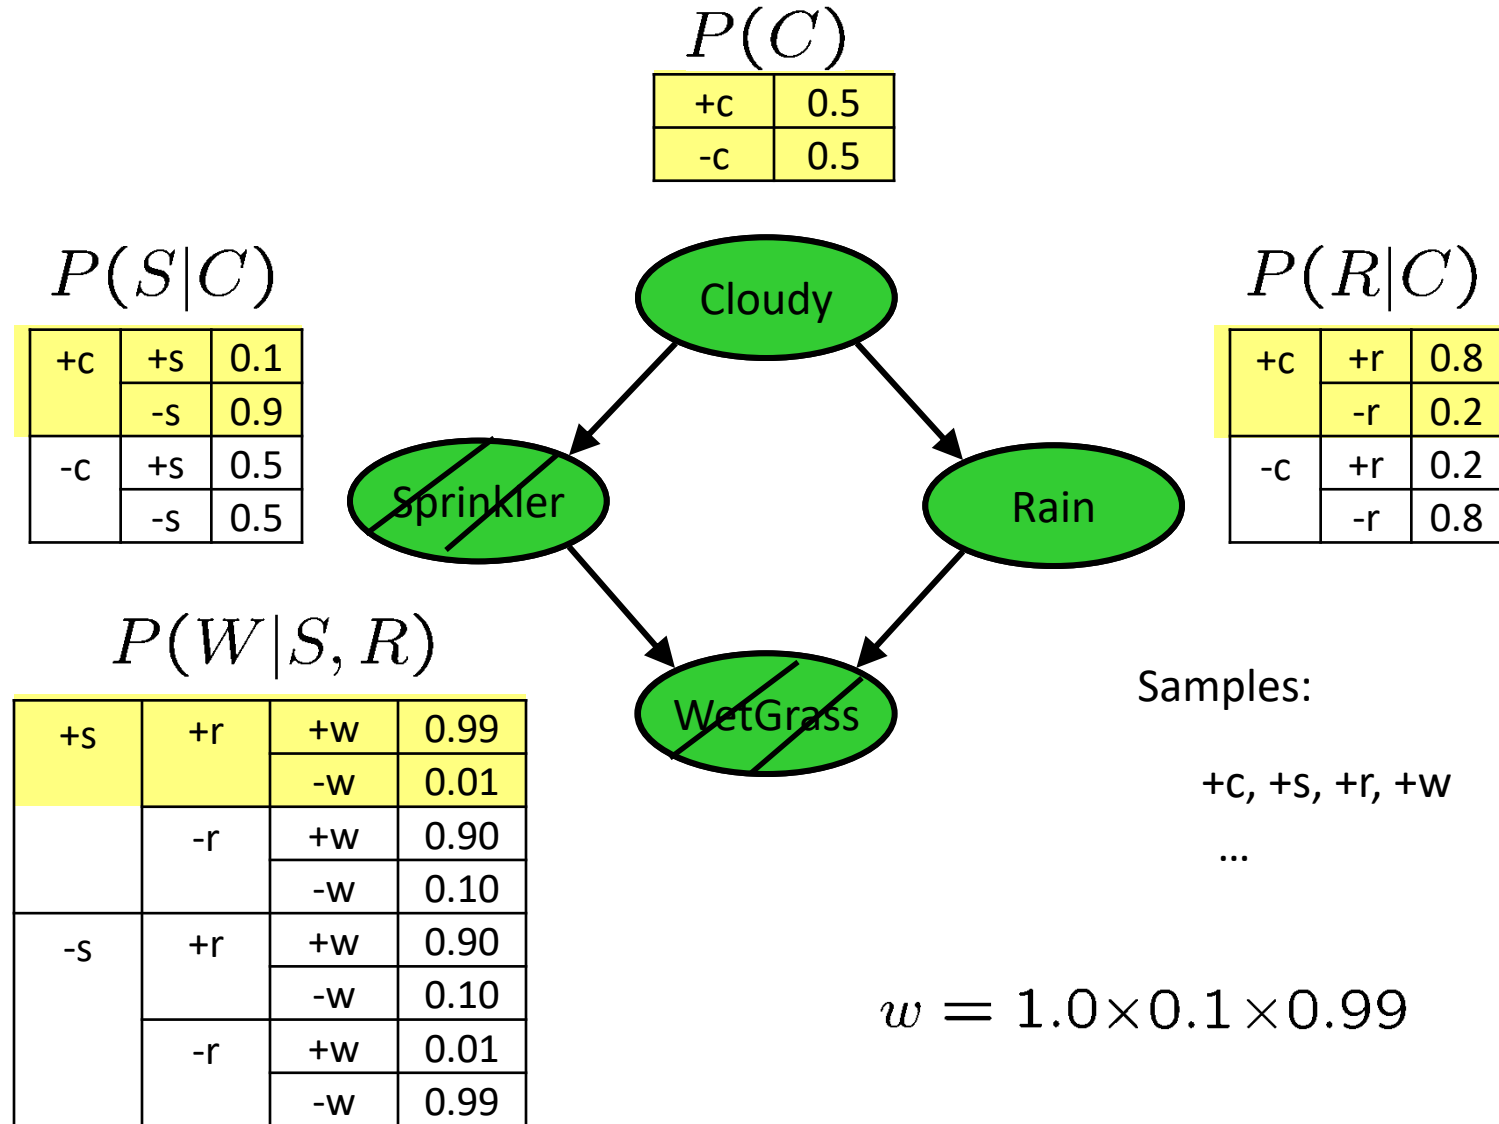 P(C)
+c 0.5
-c 0.5
P(S|C)
+c +s 0.1
-s 0.9
-c +s 0.5
-s 0.5
Cloudy
P(R|C)
+c +r 0.8
-r 0.2
-c +r 0.2
-r 0.8
Sprinkler
Rain
P(W|S, R)
+s +r +w 0.99
-w 0.01
-r +w 0.90
-w 0.10
-s +r +w 0.90
-w 0.10
-r +w 0.01
-w 0.99
WetGrass
Samples:
+c, +s, +r, +w
...
w = 1.0×0.1×0.99